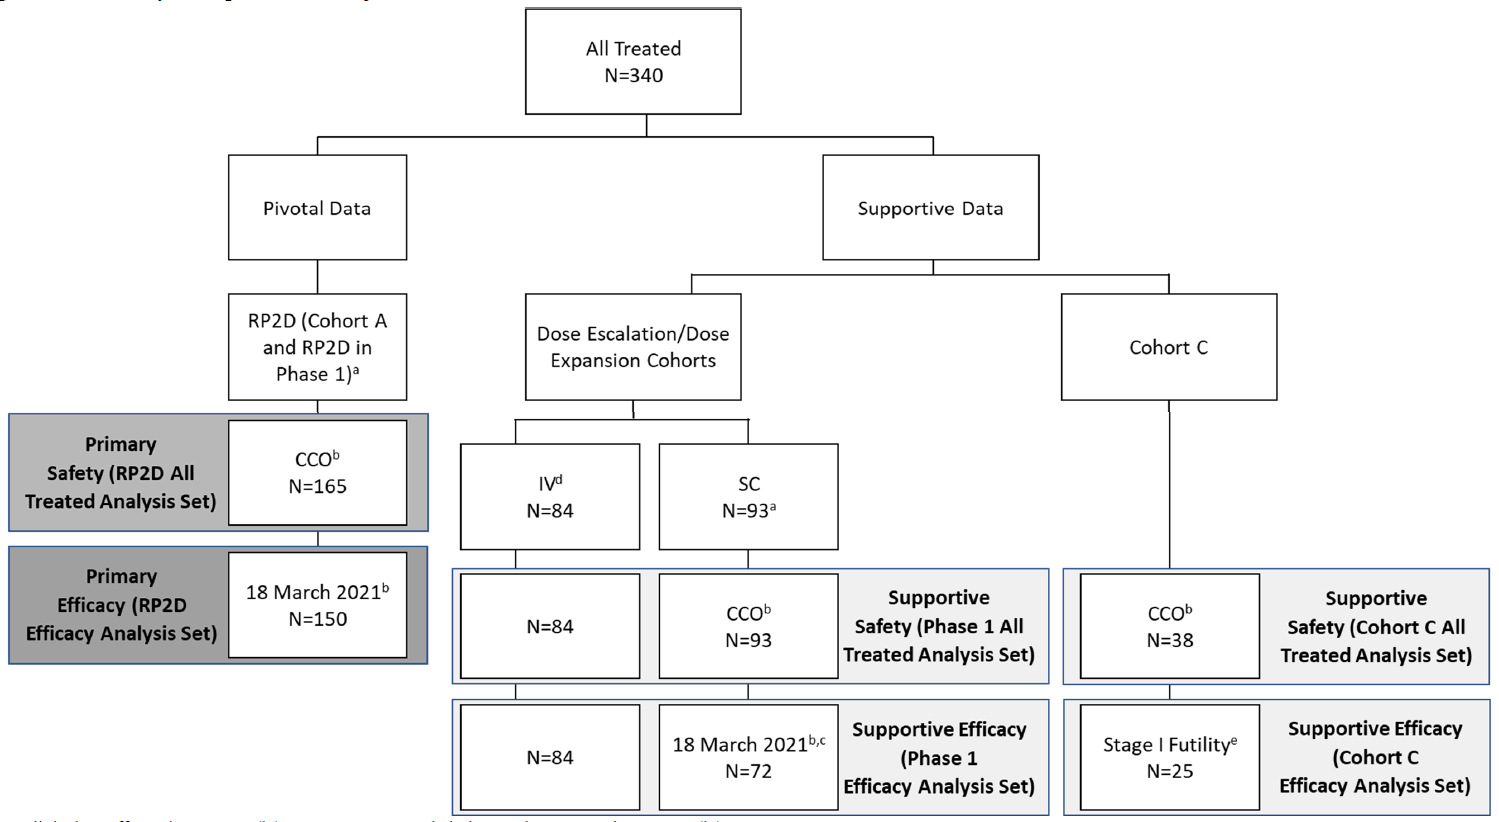 All Treated
N=340
Pivotal Data
Supportive Data
RP2D (Cohort A
and RP2D in
Phase 1)ᵃ
Dose Escalation/Dose
Expansion Cohorts
Cohort C
Primary
Safety (RP2D All
Treated Analysis Set)
CCOᵇ
N=165
IVᵈ
N=84
SC
N=93ᵃ
Primary
Efficacy (RP2D
Efficacy Analysis Set)
18 March 2021ᵇ
N=150
N=84
CCOᵇ
N=93
Supportive
Safety (Phase 1 All
Treated Analysis Set)
CCOᵇ
N=38
Supportive
Safety (Cohort C All
Treated Analysis Set)
N=84
18 March 2021ᵇ,ᶜ
N=72
Supportive Efficacy
(Phase 1
Efficacy Analysis Set)
Stage I Futilityᵉ
N=25
Supportive Efficacy
(Cohort C
Efficacy Analysis Set)